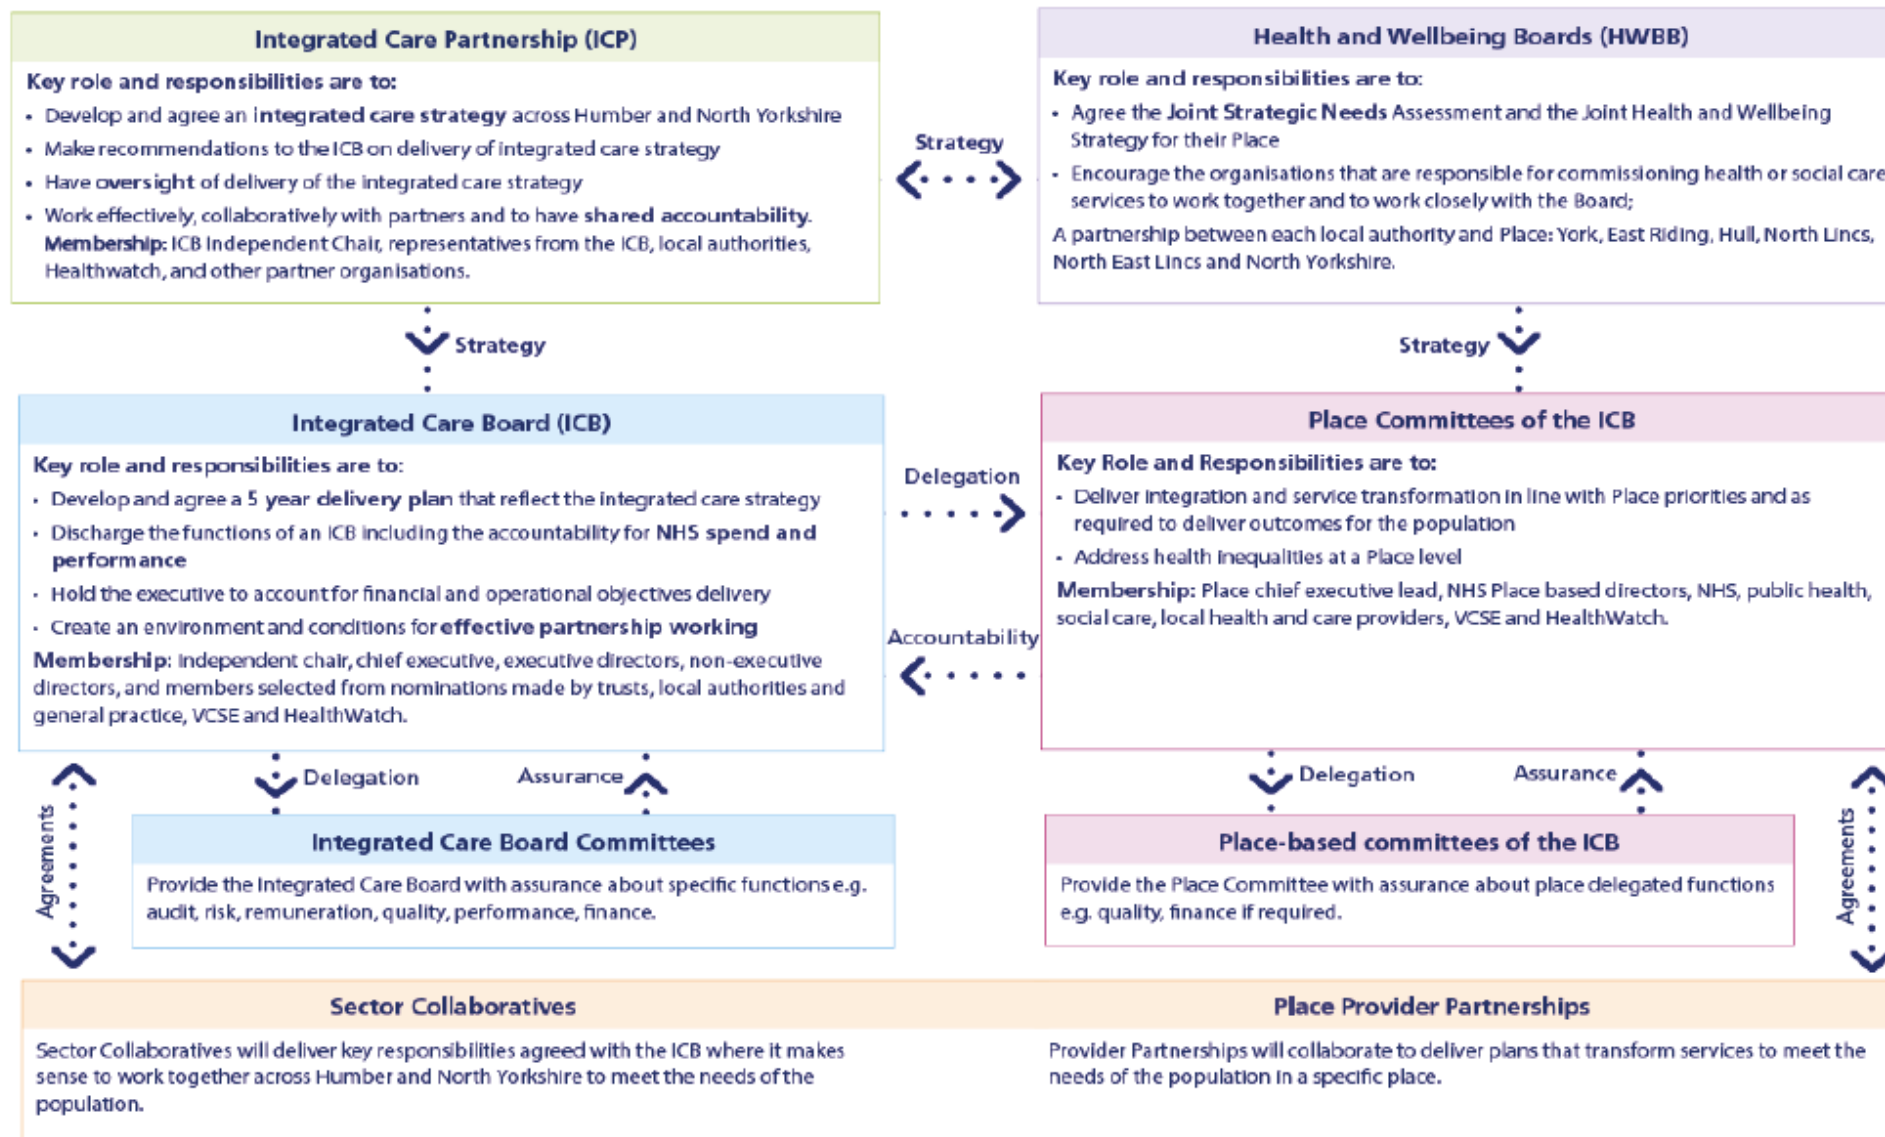 Integrated Care Partnership (ICP)
Key role and responsibilities are to:
• Develop and agree an integrated care strategy across Humber and North Yorkshire
• Make recommendations to the ICB on delivery of integrated care strategy
• Have oversight of delivery of the integrated care strategy
• Work effectively, collaboratively with partners and to have shared accountability.
Membership: ICB Independent Chair, representatives from the ICB, local authorities,
Healthwatch, and other partner organisations.
Strategy
Health and Wellbeing Boards (HWBB)
Key role and responsibilities are to:
• Agree the Joint Strategic Needs Assessment and the Joint Health and Wellbeing
Strategy for their Place
• Encourage the organisations that are responsible for commissioning health or social care
services to work together and to work closely with the Board;
A partnership between each local authority and Place: York, East Riding, Hull, North Lincs,
North East Lincs and North Yorkshire.
Strategy
Strategy
Integrated Care Board (ICB)
Key role and responsibilities are to:
• Develop and agree a 5 year delivery plan that reflect the integrated care strategy
• Discharge the functions of an ICB including the accountability for NHS spend and
performance
• Hold the executive to account for financial and operational objectives delivery
• Create an environment and conditions for effective partnership working
Membership: Independent chair, chief executive, executive directors, non-executive
directors, and members selected from nominations made by trusts, local authorities and
general practice, VCSE and HealthWatch.
Delegation
Accountability
Place Committees of the ICB
Key Role and Responsibilities are to:
• Deliver integration and service transformation in line with Place priorities and as
required to deliver outcomes for the population
• Address health inequalities at a Place level
Membership: Place chief executive lead, NHS Place based directors, NHS, public health,
social care, local health and care providers, VCSE and HealthWatch.
Agreements
Delegation
Assurance
Delegation
Assurance
Agreements
Integrated Care Board Committees
Provide the Integrated Care Board with assurance about specific functions e.g.
audit, risk, remuneration, quality, performance, finance.
Place-based committees of the ICB
Provide the Place Committee with assurance about place delegated functions
e.g. quality, finance if required.
Sector Collaboratives
Sector Collaboratives will deliver key responsibilities agreed with the ICB where it makes
sense to work together across Humber and North Yorkshire to meet the needs of the
population.
Place Provider Partnerships
Provider Partnerships will collaborate to deliver plans that transform services to meet the
needs of the population in a specific place.